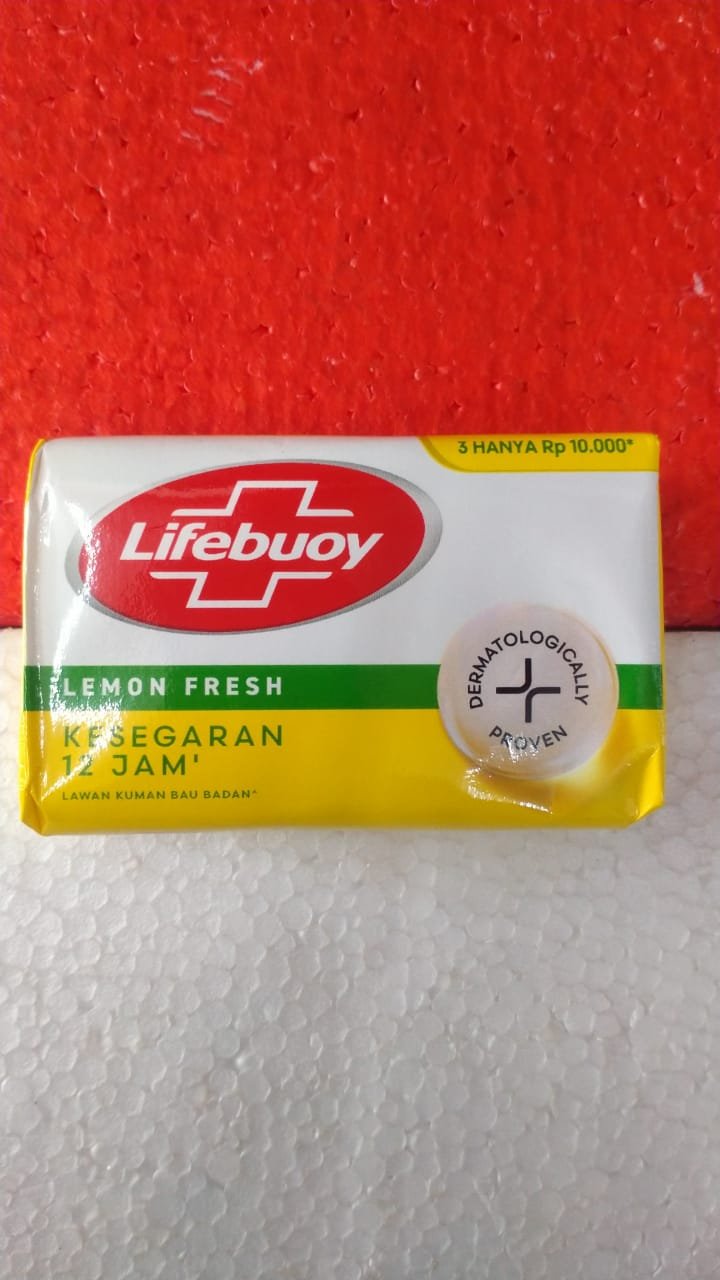 3 HANYA Rp 10.000*
Lifebuoy
LEMON FRESH
KESEGARAN
12 JAM'
LAWAN KUMAN BAU BADAN^
DERMATOLOGICALLY
PROVEN